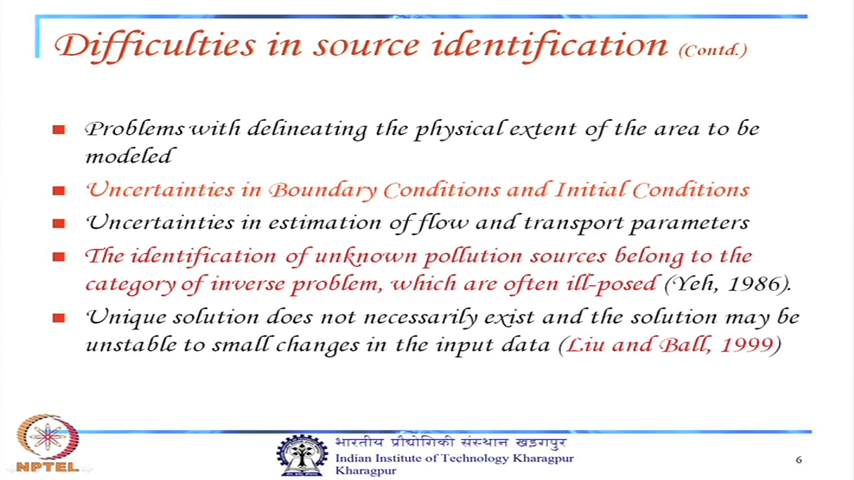 Difficulties in source identification (Contd.)
Problems with delineating the physical extent of the area to be
modeled
Uncertainties in Boundary Conditions and Initial Conditions
Uncertainties in estimation of flow and transport parameters
The identification of unknown pollution sources belong to the
category of inverse problem, which are often ill-posed (Yeh, 1986).
Unique solution does not necessarily exist and the solution may be
unstable to small changes in the input data (Liu and Ball, 1999)
NPTEL
भारतीय प्रौद्योगिकी संस्थान खड़गपुर
Indian Institute of Technology Kharagpur
Kharagpur
6